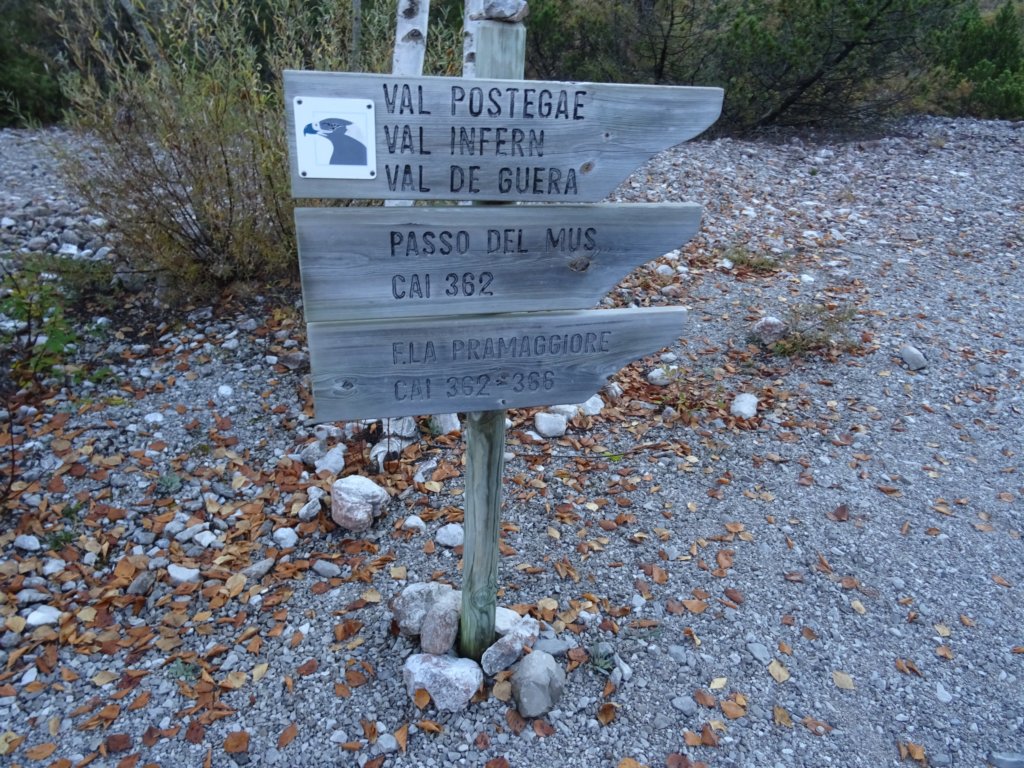 VAL POSTEGAE
VAL INFERN
VAL DE GUERA
PASSO DEL MUS
CAI 362
F.LA PRAMAGGIORE
CAI 362-366